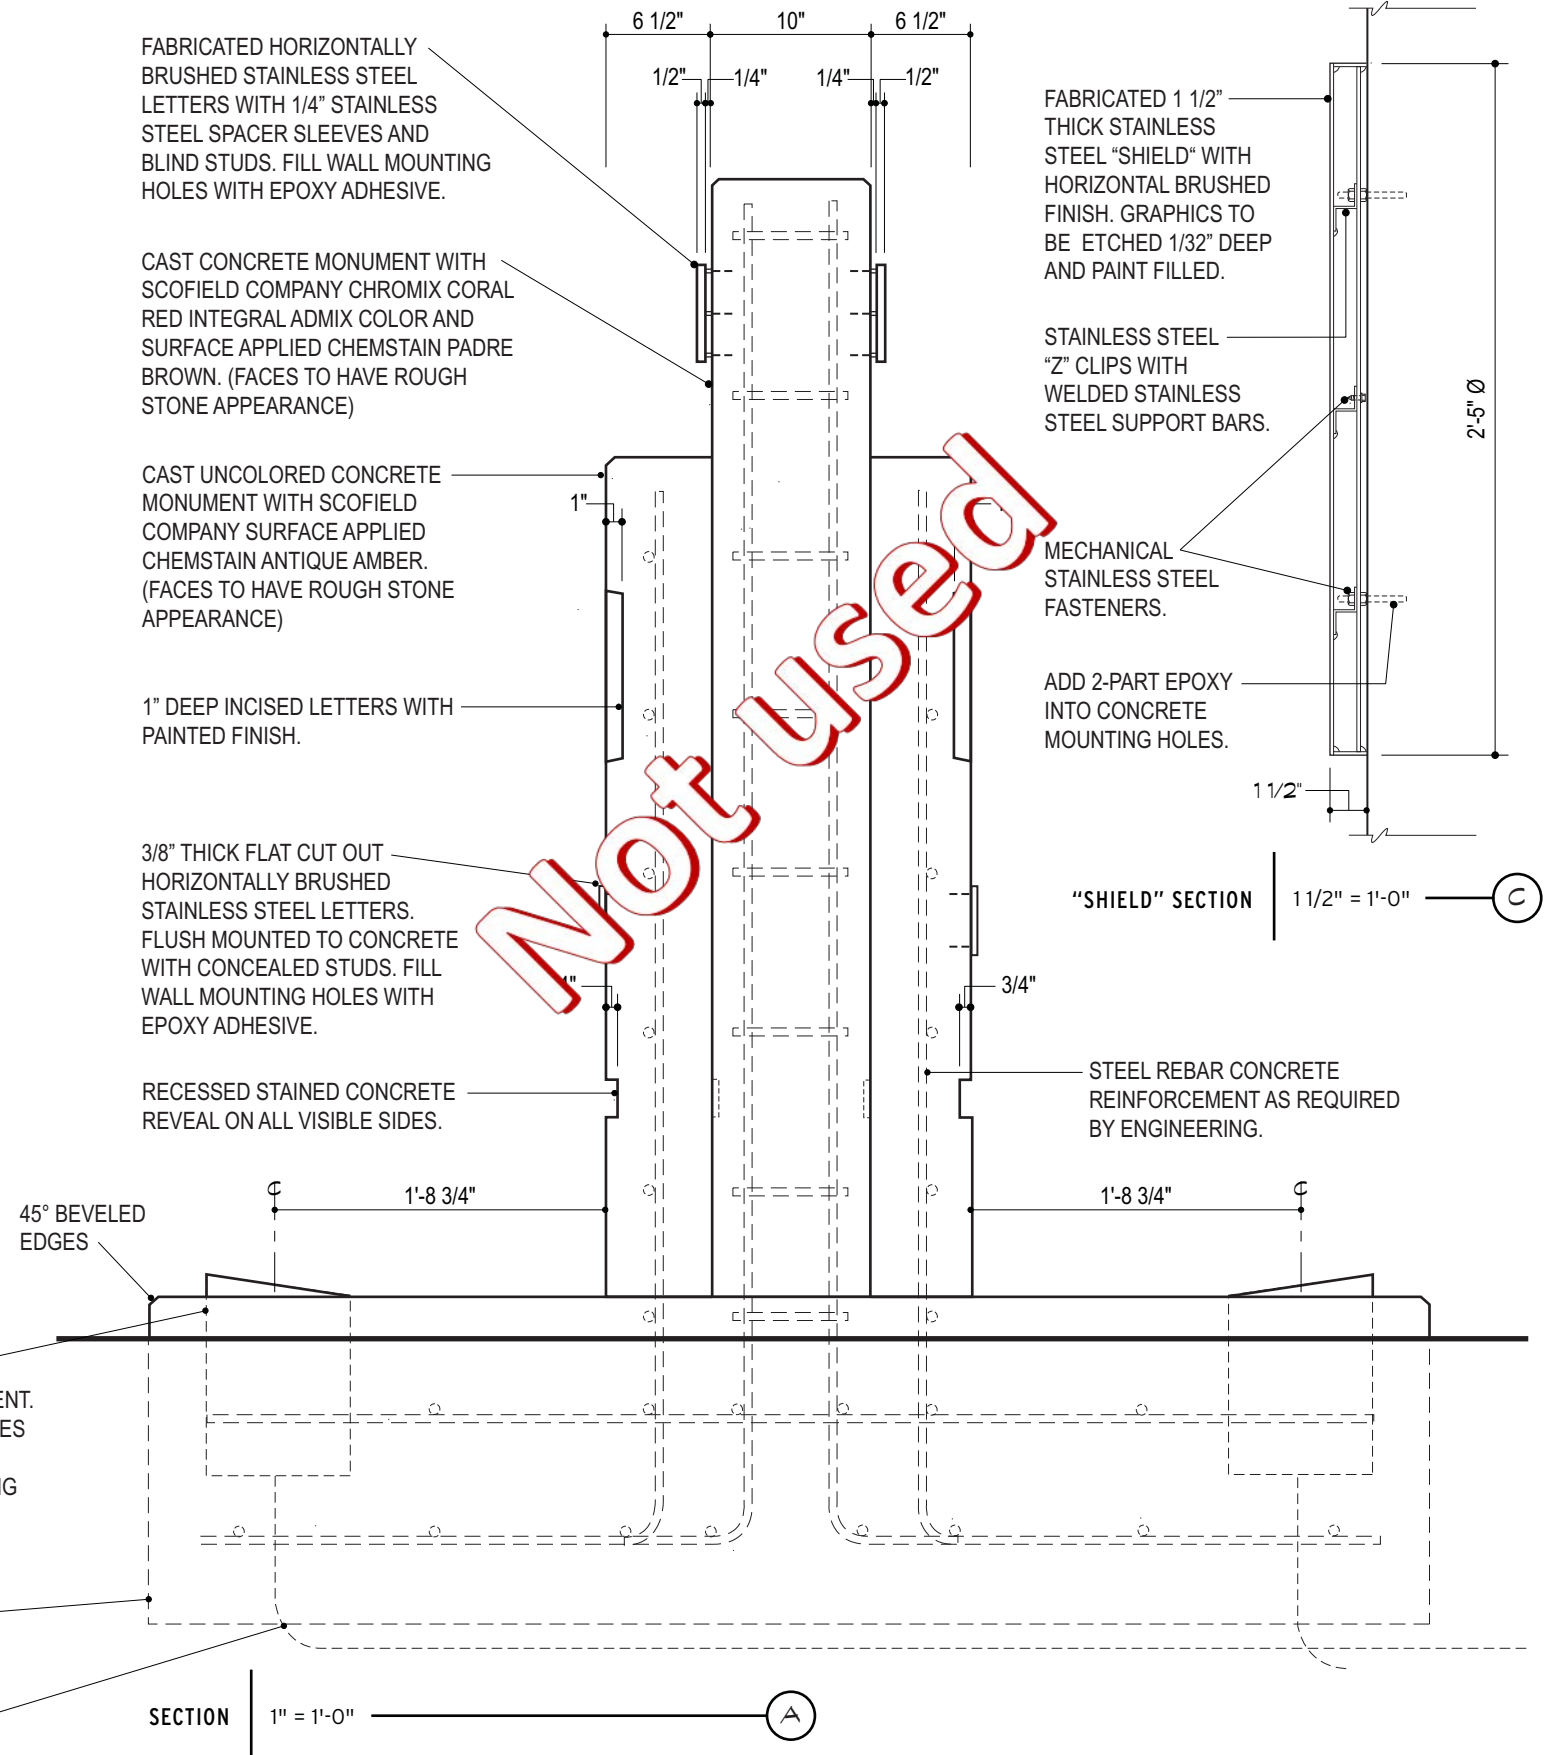 6 1/2"
10"
6 1/2"
1/2"
1/4"
1/4"
1/2"
FABRICATED HORIZONTALLY
BRUSHED STAINLESS STEEL
LETTERS WITH 1/4” STAINLESS
STEEL SPACER SLEEVES AND
BLIND STUDS. FILL WALL MOUNTING
HOLES WITH EPOXY ADHESIVE.
CAST CONCRETE MONUMENT WITH
SCOFIELD COMPANY CHROMIX CORAL
RED INTEGRAL ADMIX COLOR AND
SURFACE APPLIED CHEMSTAIN PADRE
BROWN. (FACES TO HAVE ROUGH
STONE APPEARANCE)
CAST UNCOLORED CONCRETE
MONUMENT WITH SCOFIELD
COMPANY SURFACE APPLIED
CHEMSTAIN ANTIQUE AMBER.
(FACES TO HAVE ROUGH STONE
APPEARANCE)
1"
1” DEEP INCISED LETTERS WITH
PAINTED FINISH.
3/8” THICK FLAT CUT OUT
HORIZONTALLY BRUSHED
STAINLESS STEEL LETTERS.
FLUSH MOUNTED TO CONCRETE
WITH CONCEALED STUDS. FILL
WALL MOUNTING HOLES WITH
EPOXY ADHESIVE.
4"
3/4"
RECESSED STAINED CONCRETE
REVEAL ON ALL VISIBLE SIDES.
Not used
FABRICATED 1 1/2”
THICK STAINLESS
STEEL “SHIELD“ WITH
HORIZONTAL BRUSHED
FINISH. GRAPHICS TO
BE ETCHED 1/32” DEEP
AND PAINT FILLED.
STAINLESS STEEL
“Z” CLIPS WITH
WELDED STAINLESS
STEEL SUPPORT BARS.
MECHANICAL
STAINLESS STEEL
FASTENERS.
ADD 2-PART EPOXY
INTO CONCRETE
MOUNTING HOLES.
2'-5" Ø
1 1/2"
“SHIELD” SECTION
1 1/2" = 1'-0"
C
STEEL REBAR CONCRETE
REINFORCEMENT AS REQUIRED
BY ENGINEERING.
1'-8 3/4"
1'-8 3/4"
45° BEVELED
EDGES
ENT.
ES
NG
SECTION
1" = 1'-0"
A